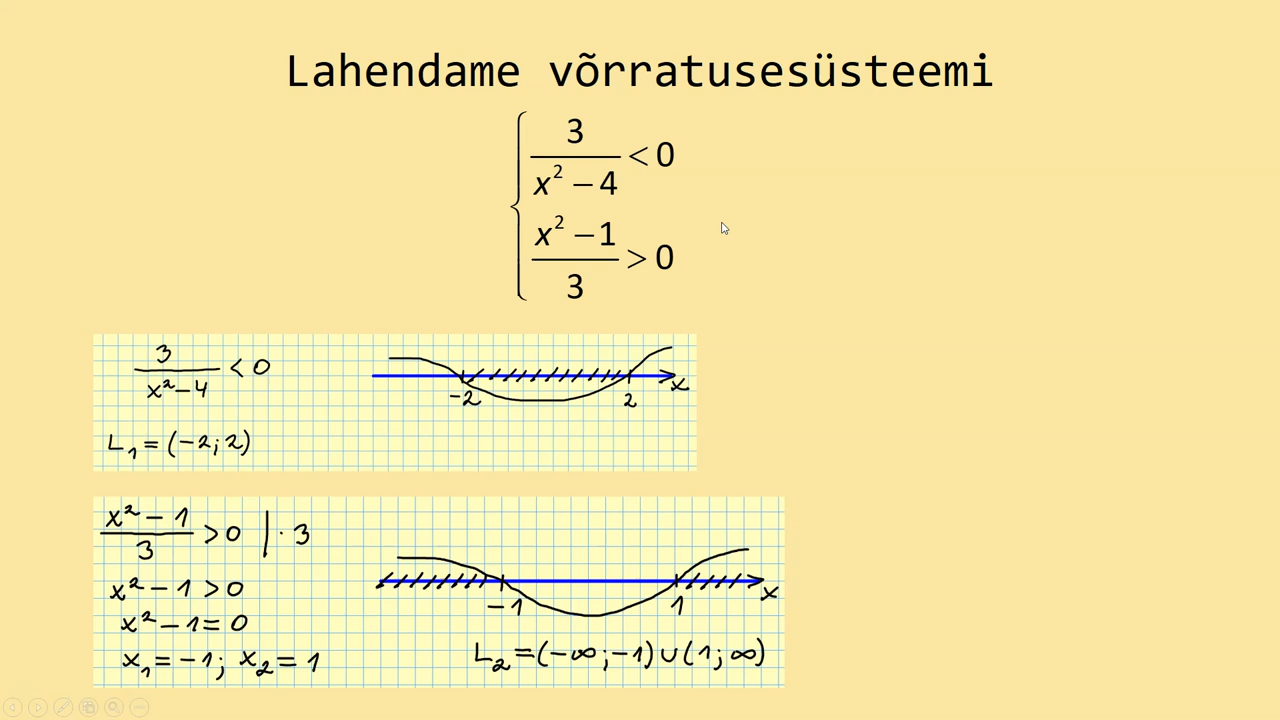 Lahendame võrratusesüsteemi
3/(x² − 4) < 0
(x² − 1)/3 > 0
3/(x² − 4) < 0
-2 2 x
L₁ = (−2; 2)
(x² − 1)/3 > 0 | · 3
x² − 1 > 0
x² − 1 = 0
x₁ = −1; x₂ = 1
−1 1 x
L₂ = (−∞; −1) ∪ (1; ∞)